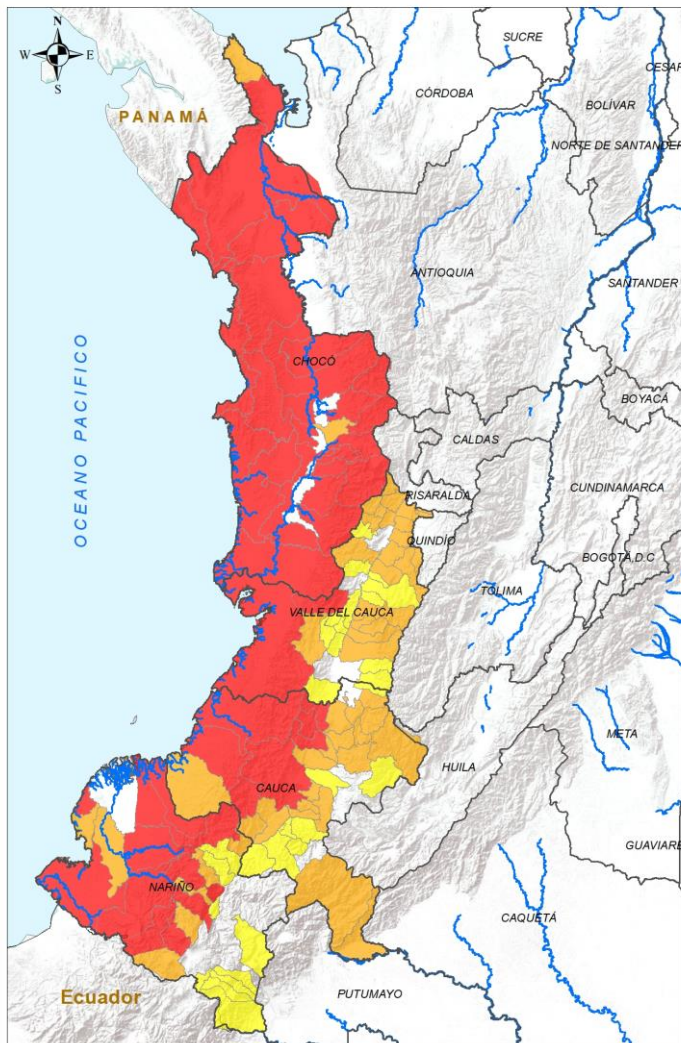 N
W E
S
SUCRE
CESAR
CÓRDOBA
BOLÍVAR
PANAMÁ
NORTE DE SANTANDER
ANTIOQUIA
SANTANDER
OCEANO PACIFICO
CHOCÓ
BOYACÁ
CALDAS
CUNDINAMARCA
RISARALDA
QUINDÍO
BOGOTÁ,D.C
TOLIMA
VALLE DEL CAUCA
META
HUILA
CAUCA
GUAVIARE
NARIÑO
CAQUETÁ
Ecuador
PUTUMAYO